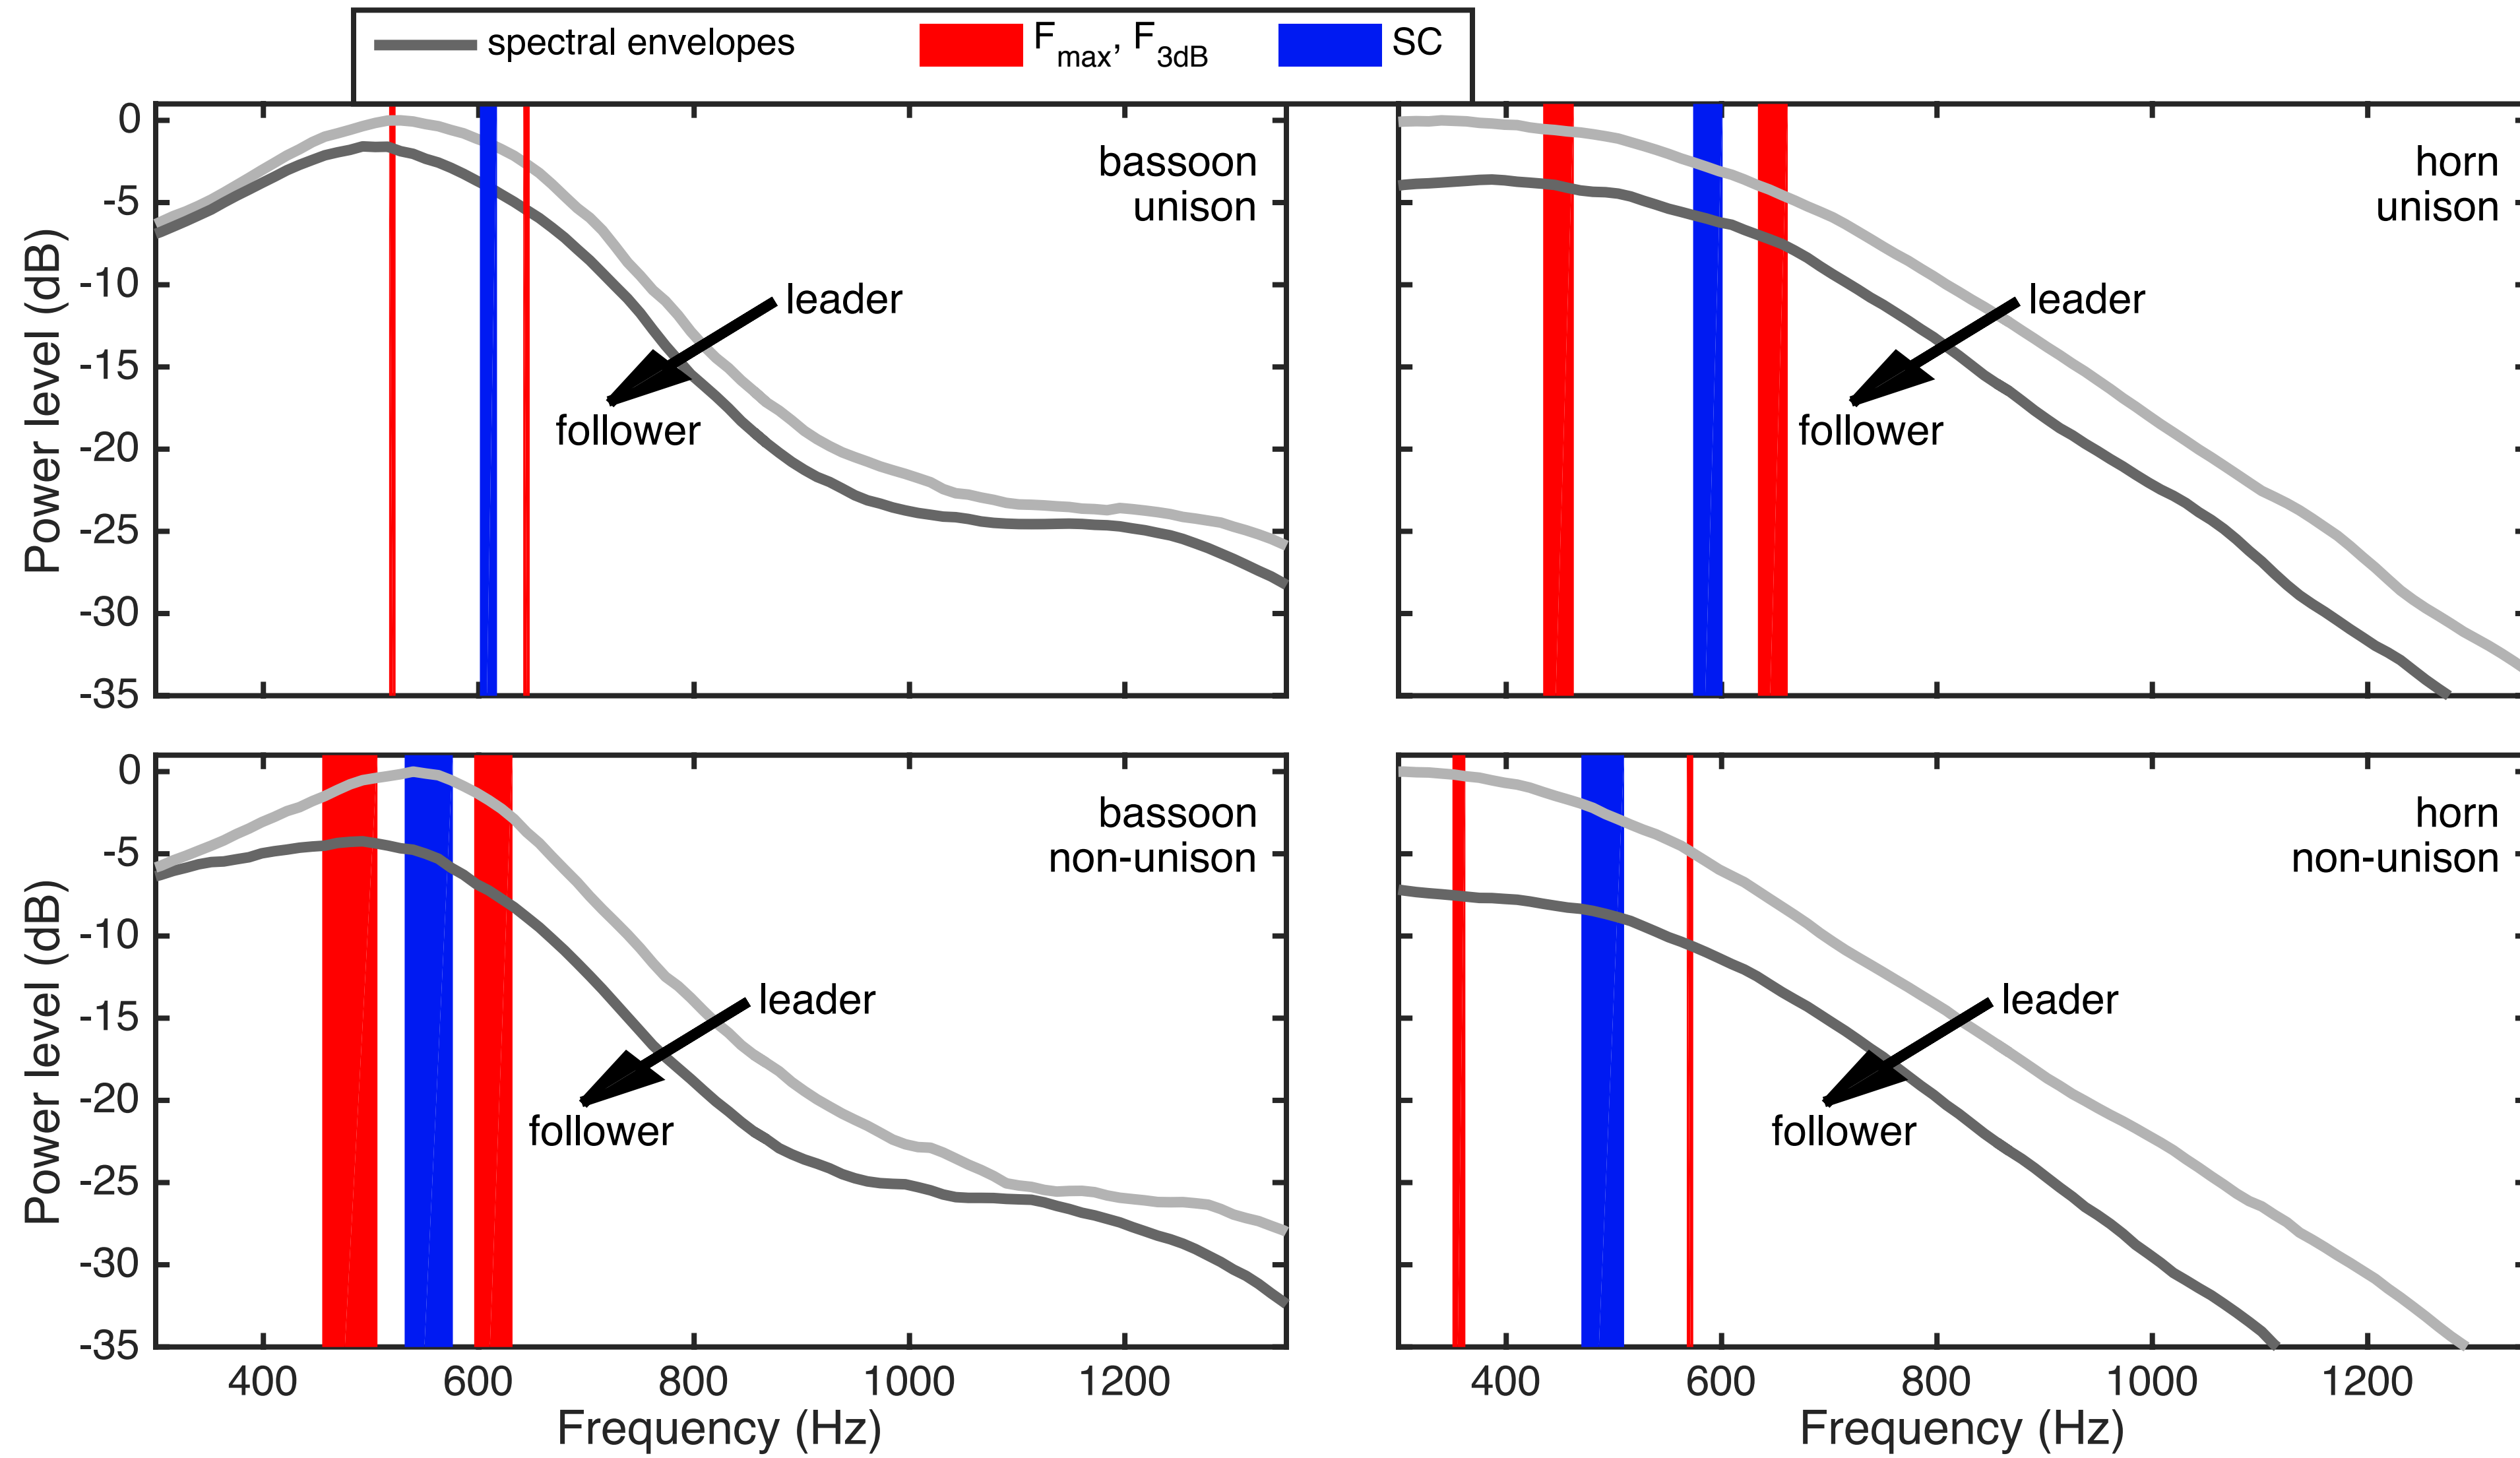 spectral envelopes Fmax, F3dB SC
0
-5
-10
-15
-20
-25
-30
-35
Power level (dB)
bassoon
unison
leader
follower
horn
unison
leader
follower
0
-5
-10
-15
-20
-25
-30
-35
Power level (dB)
bassoon
non-unison
leader
follower
400 600 800 1000 1200
Frequency (Hz)
horn
non-unison
leader
follower
400 600 800 1000 1200
Frequency (Hz)